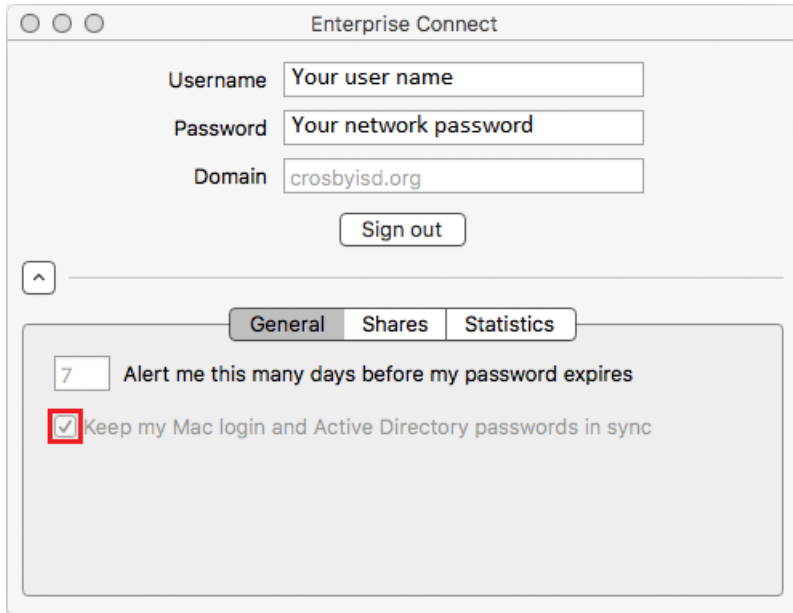 Enterprise Connect
Username Your user name
Password Your network password
Domain crosbyisd.org
Sign out
General Shares Statistics
7 Alert me this many days before my password expires
Keep my Mac login and Active Directory passwords in sync